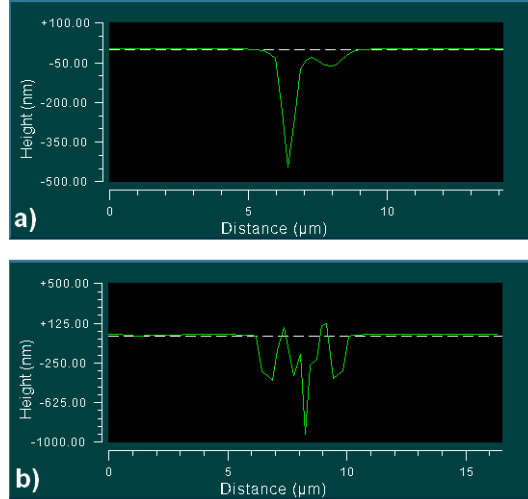 +100.00
-50.00
-200.00
-350.00
-500.00
Height (nm)
0 5 10
Distance (µm)
a)
+500.00
+125.00
-250.00
-625.00
-1000.00
Height (nm)
0 5 10 15
Distance (µm)
b)